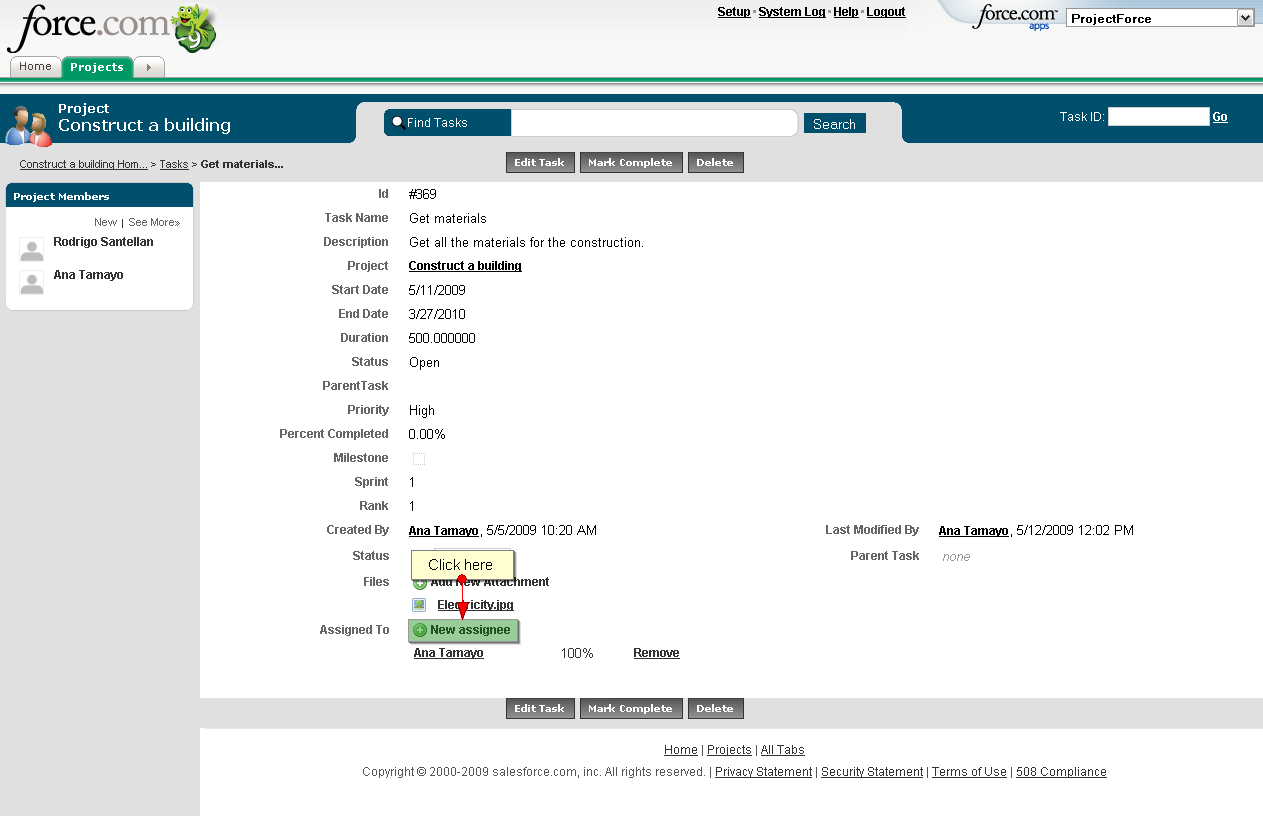 force.com
9
Setup · System Log · Help · Logout
force.com
apps
ProjectForce
Home
Projects
Project
Construct a building
Find Tasks
Search
Task ID:
Go
Construct a building Hom... > Tasks > Get materials...
Edit Task
Mark Complete
Delete
Project Members
New | See More»
Rodrigo Santellan
Ana Tamayo
Id #369
Task Name Get materials
Description Get all the materials for the construction.
Project Construct a building
Start Date 5/11/2009
End Date 3/27/2010
Duration 500.000000
Status Open
ParentTask
Priority High
Percent Completed 0.00%
Milestone
Sprint 1
Rank 1
Created By Ana Tamayo, 5/5/2009 10:20 AM
Last Modified By Ana Tamayo, 5/12/2009 12:02 PM
Status
Parent Task none
Click here
Files Add New Attachment
Electricity.jpg
Assigned To New assignee
Ana Tamayo 100% Remove
Edit Task
Mark Complete
Delete
Home | Projects | All Tabs
Copyright © 2000-2009 salesforce.com, inc. All rights reserved. | Privacy Statement | Security Statement | Terms of Use | 508 Compliance